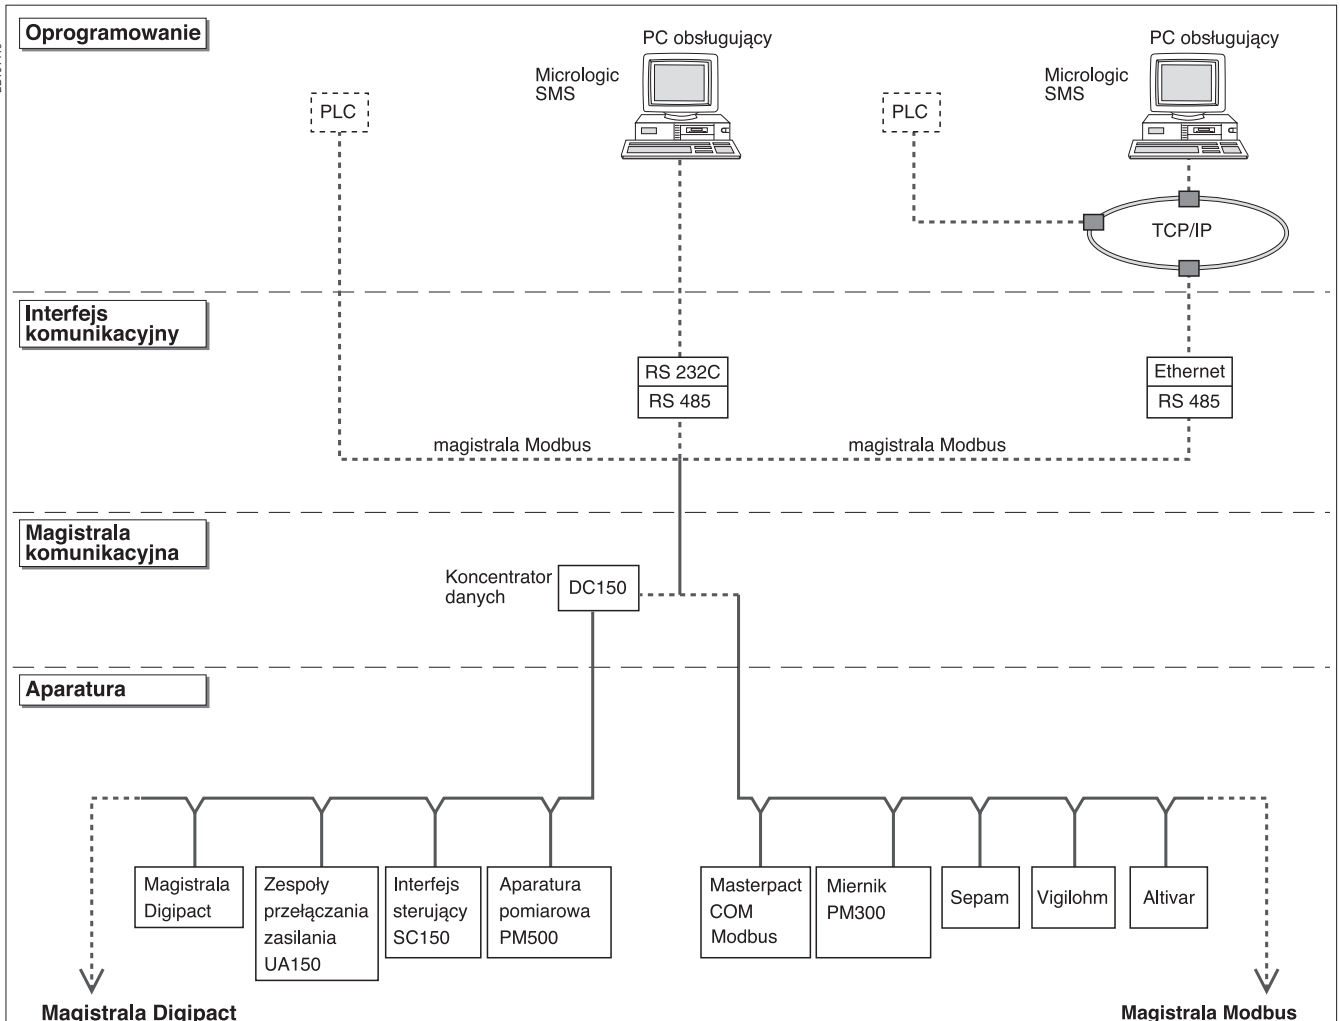 Oprogramowanie
PC obsługujący
PC obsługujący
Micrologic
SMS
Micrologic
SMS
PLC
PLC
TCP/IP
Interfejs
komunikacyjny
RS 232C
RS 485
Ethernet
RS 485
magistrala Modbus
magistrala Modbus
Magistrala
komunikacyjna
Koncentrator
danych
DC150
Aparatura
Magistrala
Digipact
Zespoły
przełączania
zasilania
UA150
Interfejs
sterujący
SC150
Aparatura
pomiarowa
PM500
Masterpact
COM
Modbus
Miernik
PM300
Sepam
Vigilohm
Altivar
Magistrala Digipact
Magistrala Modbus